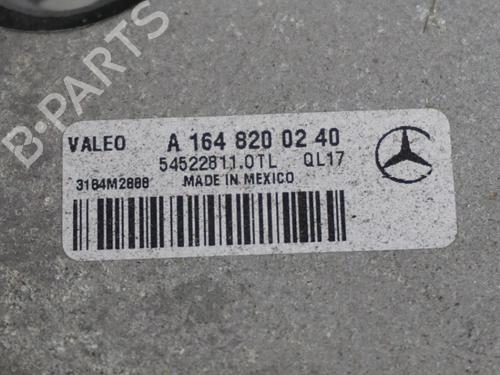 B-PARTS
VALEO A 164 820 02 40
54522811.0TL QL17
3184M2888 MADE IN MEXICO